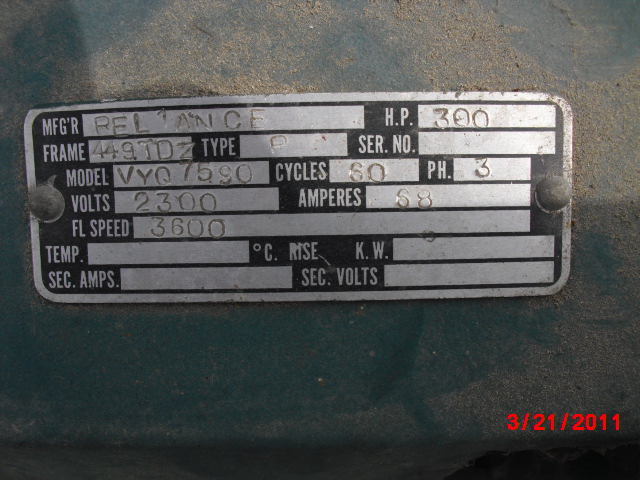 MFG'R RELIANCE H.P. 300
FRAME 449TDZ TYPE P SER. NO.
MODEL VYQ7590 CYCLES 60 PH. 3
VOLTS 2300 AMPERES 68
FL SPEED 3600
TEMP. °C. RISE K.W.
SEC. AMPS. SEC. VOLTS
3/21/2011